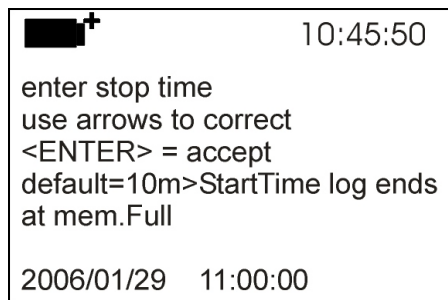 10:45:50
enter stop time
use arrows to correct
<ENTER> = accept
default=10m>StartTime log ends
at mem.Full
2006/01/29 11:00:00